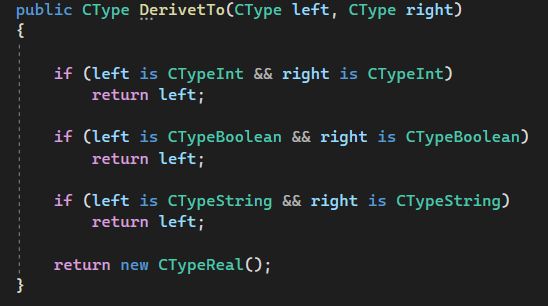 public CType DerivetTo(CType left, CType right)
{
if (left is CTypeInt && right is CTypeInt)
return left;
if (left is CTypeBoolean && right is CTypeBoolean)
return left;
if (left is CTypeString && right is CTypeString)
return left;
return new CTypeReal();
}